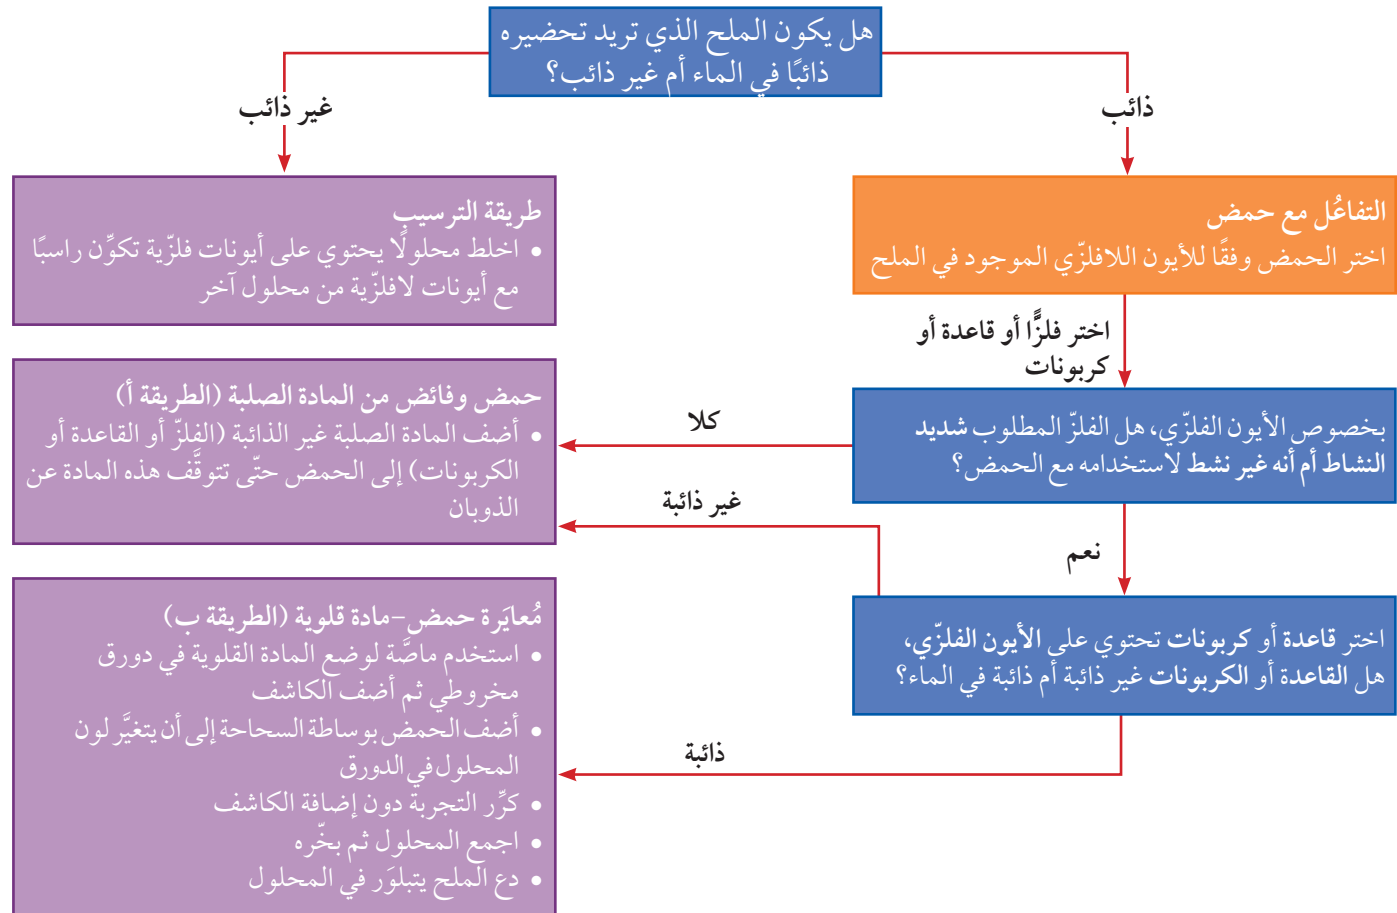 هل يكون الملح الذي تريد تحضيره
ذائبًا في الماء أم غير ذائب؟
ذائب
غير ذائب
التفاعُل مع حمض
اختر الحمض وفقًا للأيون اللافلزّي الموجود في الملح
طريقة الترسيب
• اخلط محلولًا يحتوي على أيونات فلزّية تكوِّن راسبًا
مع أيونات لافلزّية من محلول آخر
اختر فلزًّا أو قاعدة أو
كربونات
بخصوص الأيون الفلزّي، هل الفلزّ المطلوب شديد
النشاط أم أنه غير نشط لاستخدامه مع الحمض؟
كلا
حمض وفائض من المادة الصلبة (الطريقة أ)
• أضف المادة الصلبة غير الذائبة (الفلزّ أو القاعدة أو
الكربونات) إلى الحمض حتّى تتوقَّف هذه المادة عن
الذوبان
غير ذائبة
نعم
اختر قاعدة أو كربونات تحتوي على الأيون الفلزّي،
هل القاعدة أو الكربونات غير ذائبة أم ذائبة في الماء؟
ذائبة
مُعايَرة حمض–مادة قلوية (الطريقة ب)
• استخدم ماصَّة لوضع المادة القلوية في دورق
مخروطي ثم أضف الكاشف
• أضف الحمض بوساطة السحاحة إلى أن يتغيَّر لون
المحلول في الدورق
• كرِّر التجربة دون إضافة الكاشف
• اجمع المحلول ثم بخّره
• دع الملح يتبلوَر في المحلول